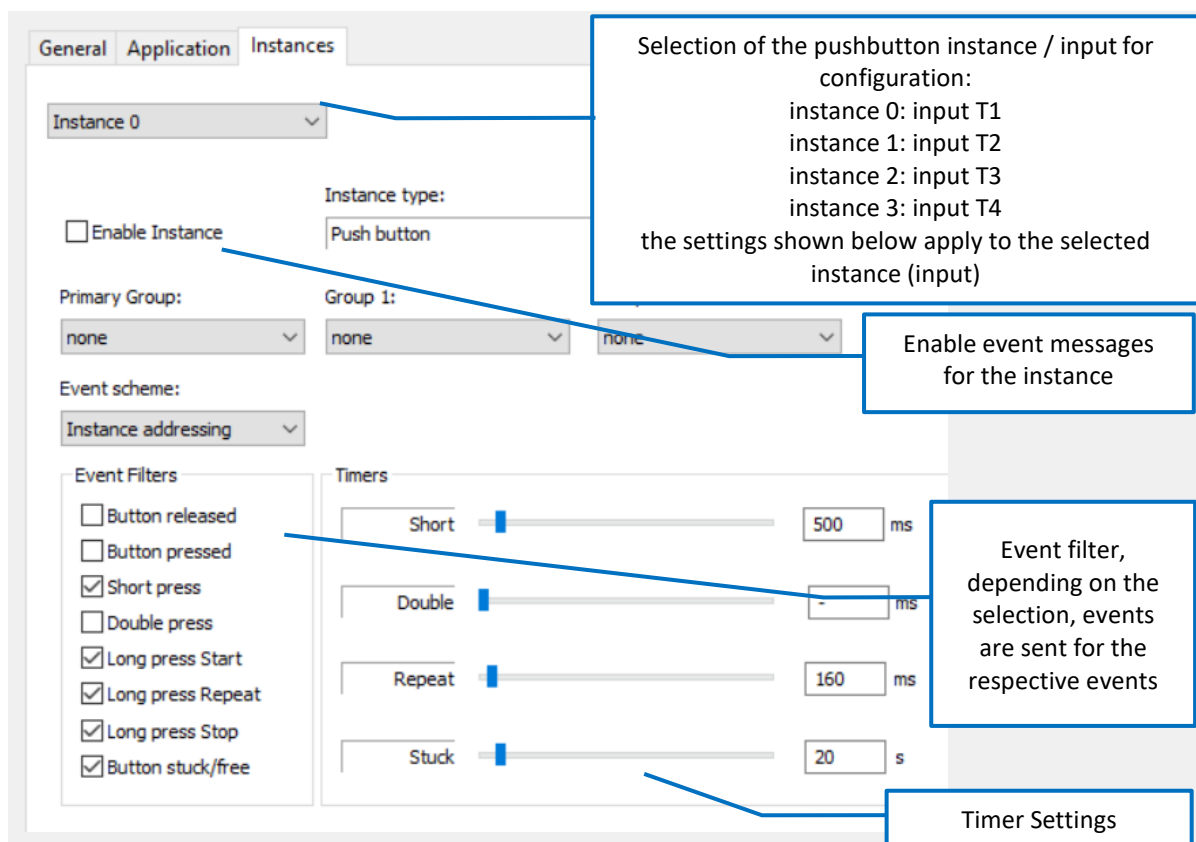 General Application Instances
Selection of the pushbutton instance / input for
configuration:
instance 0: input T1
instance 1: input T2
instance 2: input T3
instance 3: input T4
the settings shown below apply to the selected
instance (input)
Instance 0
Instance type:
Enable Instance
Push button
Primary Group:
Group 1:
none
none
none
Enable event messages
for the instance
Event scheme:
Instance addressing
Event Filters
Button released
Button pressed
Short press
Double press
Long press Start
Long press Repeat
Long press Stop
Button stuck/free
Timers
Short 500 ms
Double - ms
Repeat 160 ms
Stuck 20 s
Event filter,
depending on the
selection, events
are sent for the
respective events
Timer Settings